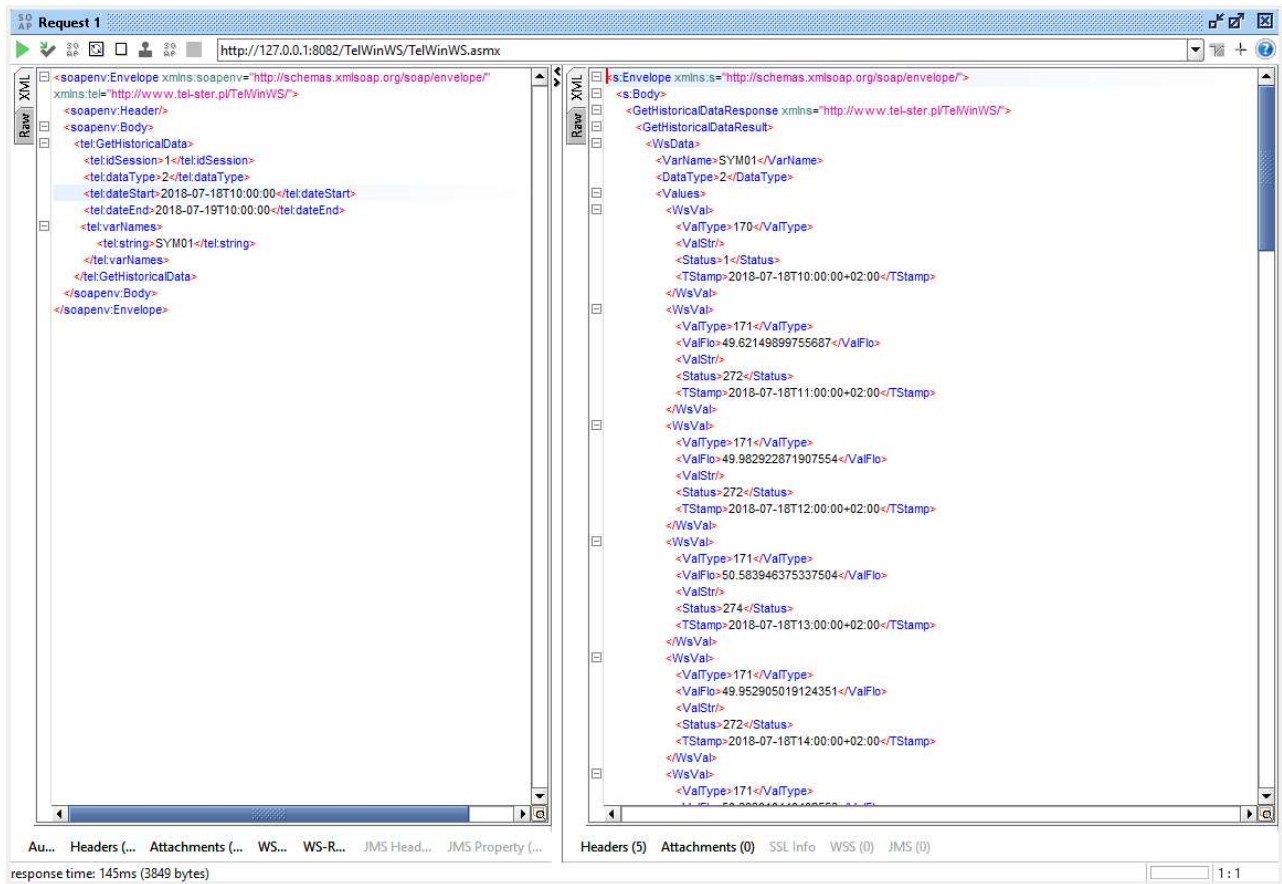 SO AP Request 1
http://127.0.0.1:8082/TelWinWS/TelWinWS.asmx
XML
Raw
<soapenv:Envelope xmlns:soapenv="http://schemas.xmlsoap.org/soap/envelope/"
xmlns:tel="http://www.tel-ster.pl/TelWinWS/">
<soapenv:Header/>
<soapenv:Body>
<tel:GetHistoricalData>
<tel:idSession>1</tel:idSession>
<tel:dataType>2</tel:dataType>
<tel:dateStart>2018-07-18T10:00:00</tel:dateStart>
<tel:dateEnd>2018-07-19T10:00:00</tel:dateEnd>
<tel:varNames>
<tel:string>SYM01</tel:string>
</tel:varNames>
</tel:GetHistoricalData>
</soapenv:Body>
</soapenv:Envelope>
Au... Headers (... Attachments (... WS... WS-R... JMS Head... JMS Property (...
XML
Raw
<s:Envelope xmlns:s="http://schemas.xmlsoap.org/soap/envelope/">
<s:Body>
<GetHistoricalDataResponse xmlns="http://www.tel-ster.pl/TelWinWS/">
<GetHistoricalDataResult>
<WsData>
<VarName>SYM01</VarName>
<DataType>2</DataType>
<Values>
<WsVal>
<ValType>170</ValType>
<ValStr/>
<Status>1</Status>
<TStamp>2018-07-18T10:00:00+02:00</TStamp>
</WsVal>
<WsVal>
<ValType>171</ValType>
<ValFlo>49.62149899755687</ValFlo>
<ValStr/>
<Status>272</Status>
<TStamp>2018-07-18T11:00:00+02:00</TStamp>
</WsVal>
<WsVal>
<ValType>171</ValType>
<ValFlo>49.982922871907554</ValFlo>
<ValStr/>
<Status>272</Status>
<TStamp>2018-07-18T12:00:00+02:00</TStamp>
</WsVal>
<WsVal>
<ValType>171</ValType>
<ValFlo>50.583946375337504</ValFlo>
<ValStr/>
<Status>274</Status>
<TStamp>2018-07-18T13:00:00+02:00</TStamp>
</WsVal>
<WsVal>
<ValType>171</ValType>
<ValFlo>49.952905019124351</ValFlo>
<ValStr/>
<Status>272</Status>
<TStamp>2018-07-18T14:00:00+02:00</TStamp>
</WsVal>
<WsVal>
<ValType>171</ValType>
Headers (5) Attachments (0) SSL Info WSS (0) JMS (0)
response time: 145ms (3849 bytes)
1 : 1